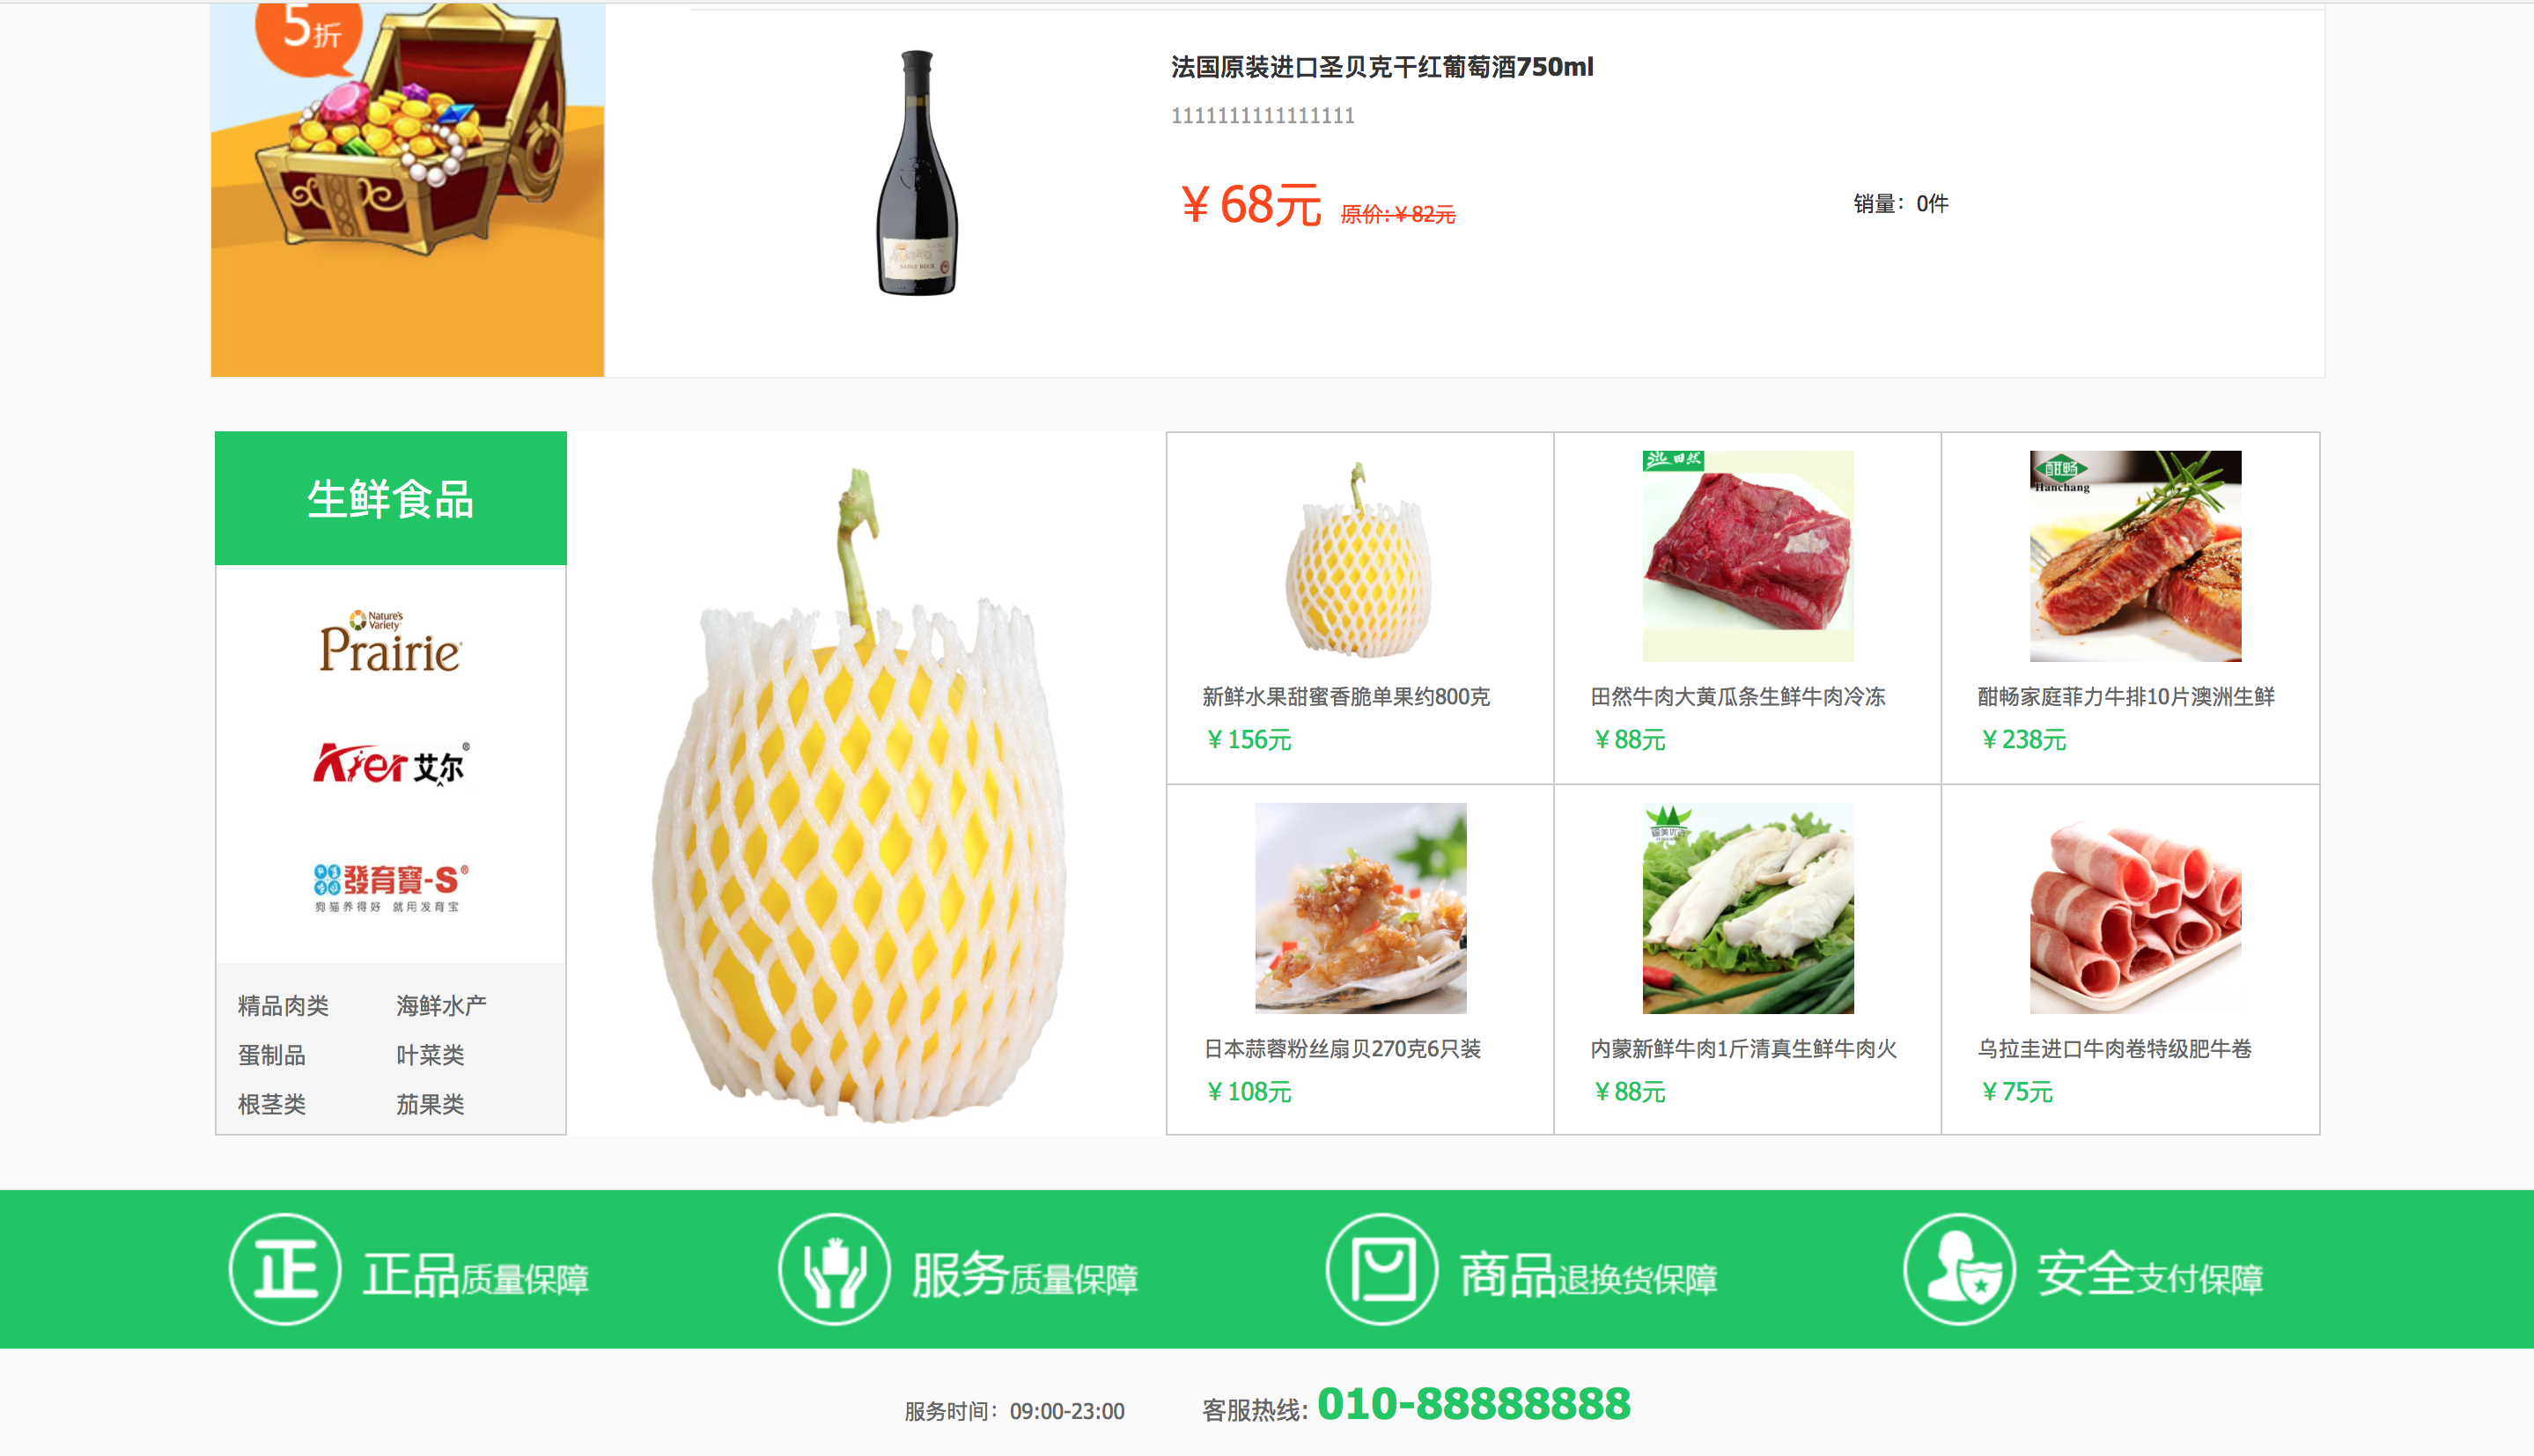 5折
法国原装进口圣贝克干红葡萄酒750ml
1111111111111111
￥68元 原价:￥82元
销量：0件
SAINT BECK
生鲜食品
Nature's
Variety
Prairie
Aier艾尔®
發育寶-S®
狗猫养得好 就用发育宝
精品肉类 海鲜水产
蛋制品 叶菜类
根茎类 茄果类
新鲜水果甜蜜香脆单果约800克
￥156元
田然
田然牛肉大黄瓜条生鲜牛肉冷冻
￥88元
酣畅
Hanchang
酣畅家庭菲力牛排10片澳洲生鲜
￥238元
日本蒜蓉粉丝扇贝270克6只装
￥108元
内蒙新鲜牛肉1斤清真生鲜牛肉火
￥88元
乌拉圭进口牛肉卷特级肥牛卷
￥75元
正 正品质量保障
服务质量保障
商品退换货保障
安全支付保障
服务时间：09:00-23:00 客服热线: 010-88888888